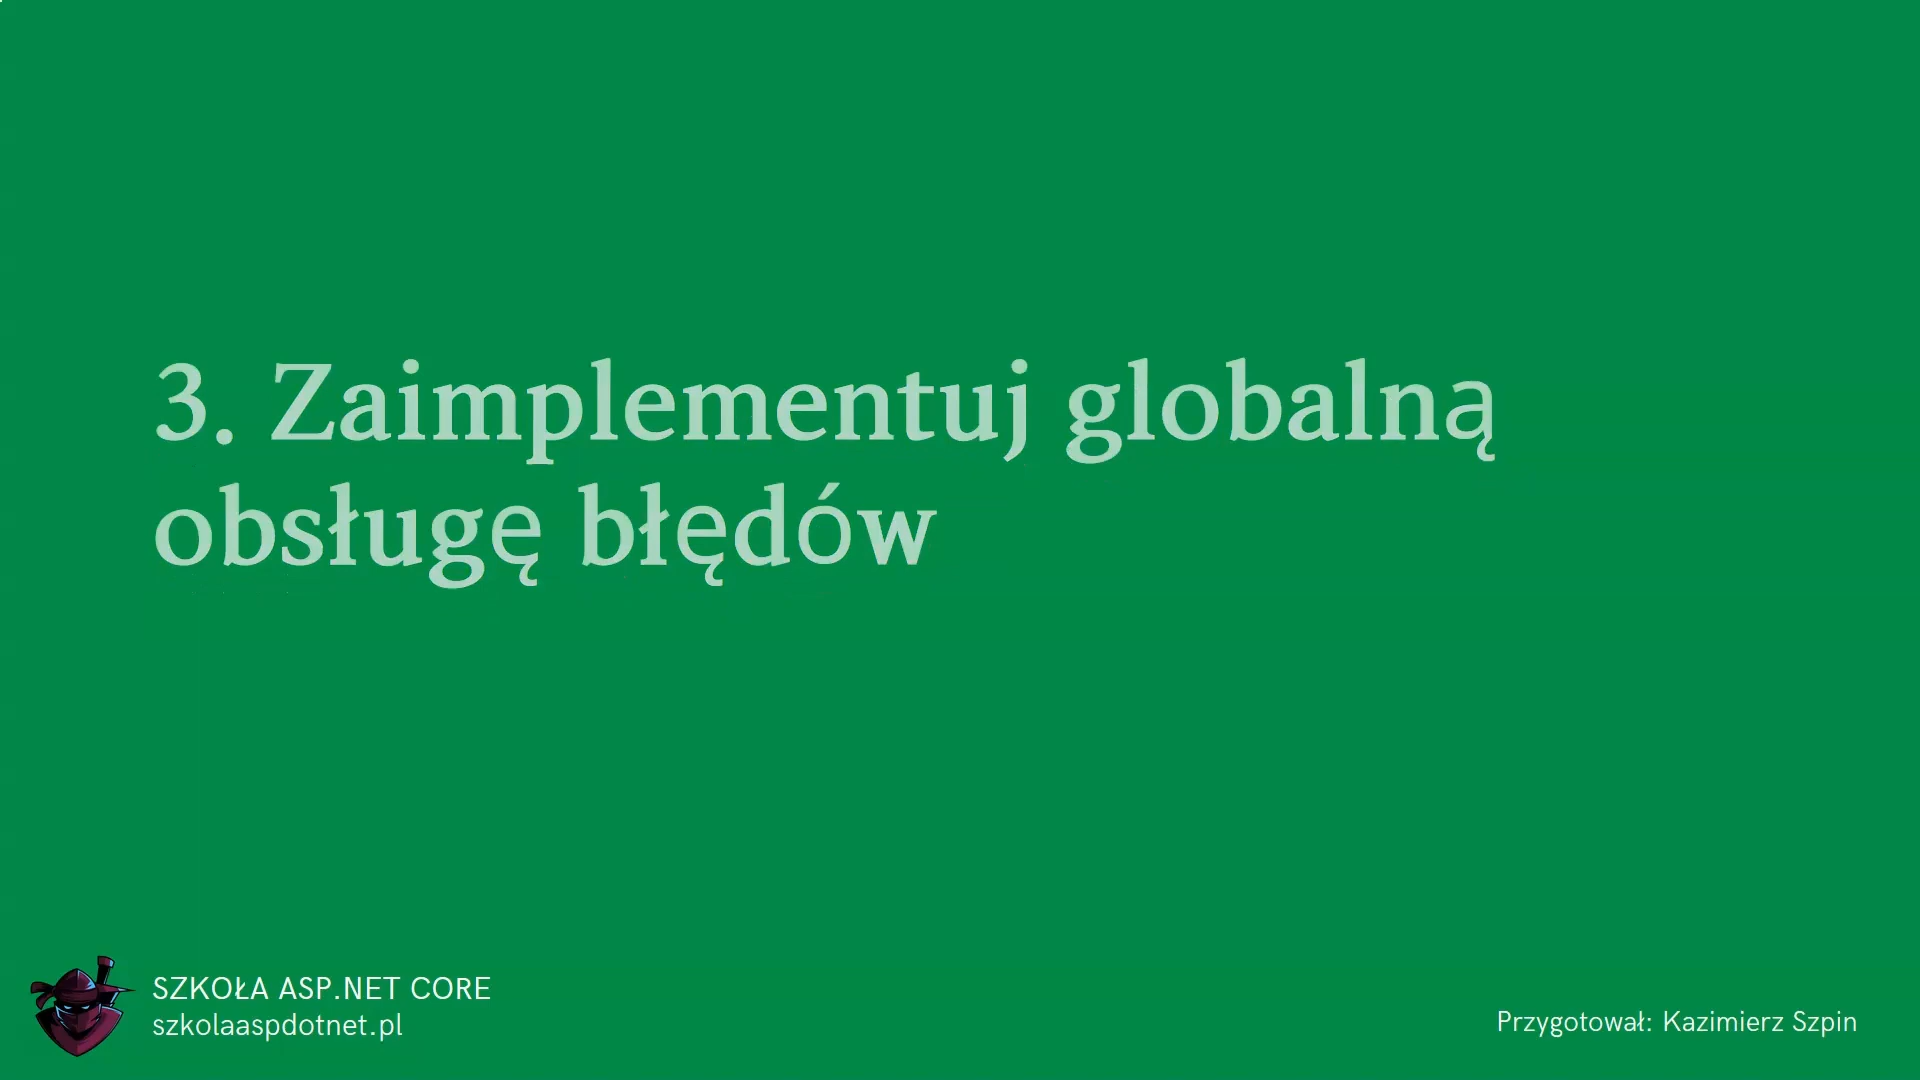 3. Zaimplementuj globalną
obsługę błędów
SZKOŁA ASP.NET CORE
szkolaaspdotnet.pl
Przygotował: Kazimierz Szpin